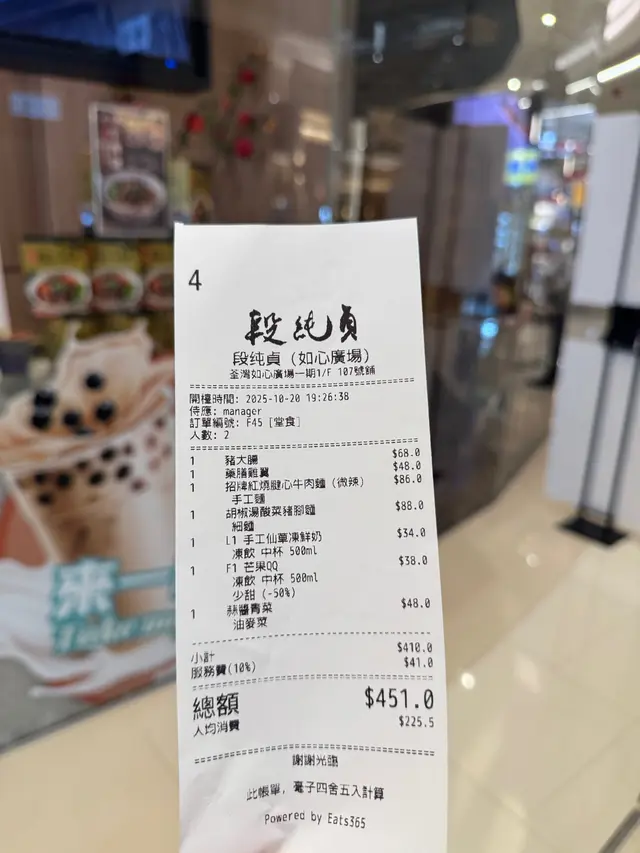 4
段純貞
段纯貞（如心廣場）
荃灣如心廣場一期1/F 107號舖
開檯時間: 2025-10-20 19:26:38
侍應: manager
訂單編號: F45 [堂食]
人數: 2
1 豬大腸 $68.0
1 藥膳雞翼 $48.0
1 招牌紅燒腱心牛肉麵（微辣） $86.0
手工麵
1 胡椒湯酸菜豬腳麵 $88.0
細麵
1 L1 手工仙草凍鮮奶 $34.0
凍飲 中杯 500ml
1 F1 芒果QQ $38.0
凍飲 中杯 500ml
少甜 (-50%)
1 蒜醬青菜 $48.0
油麥菜
小計 $410.0
服務費(10%) $41.0
總額 $451.0
人均消費 $225.5
謝謝光臨
此帳單，毫子四舍五入計算
Powered by Eats365
來一
Take